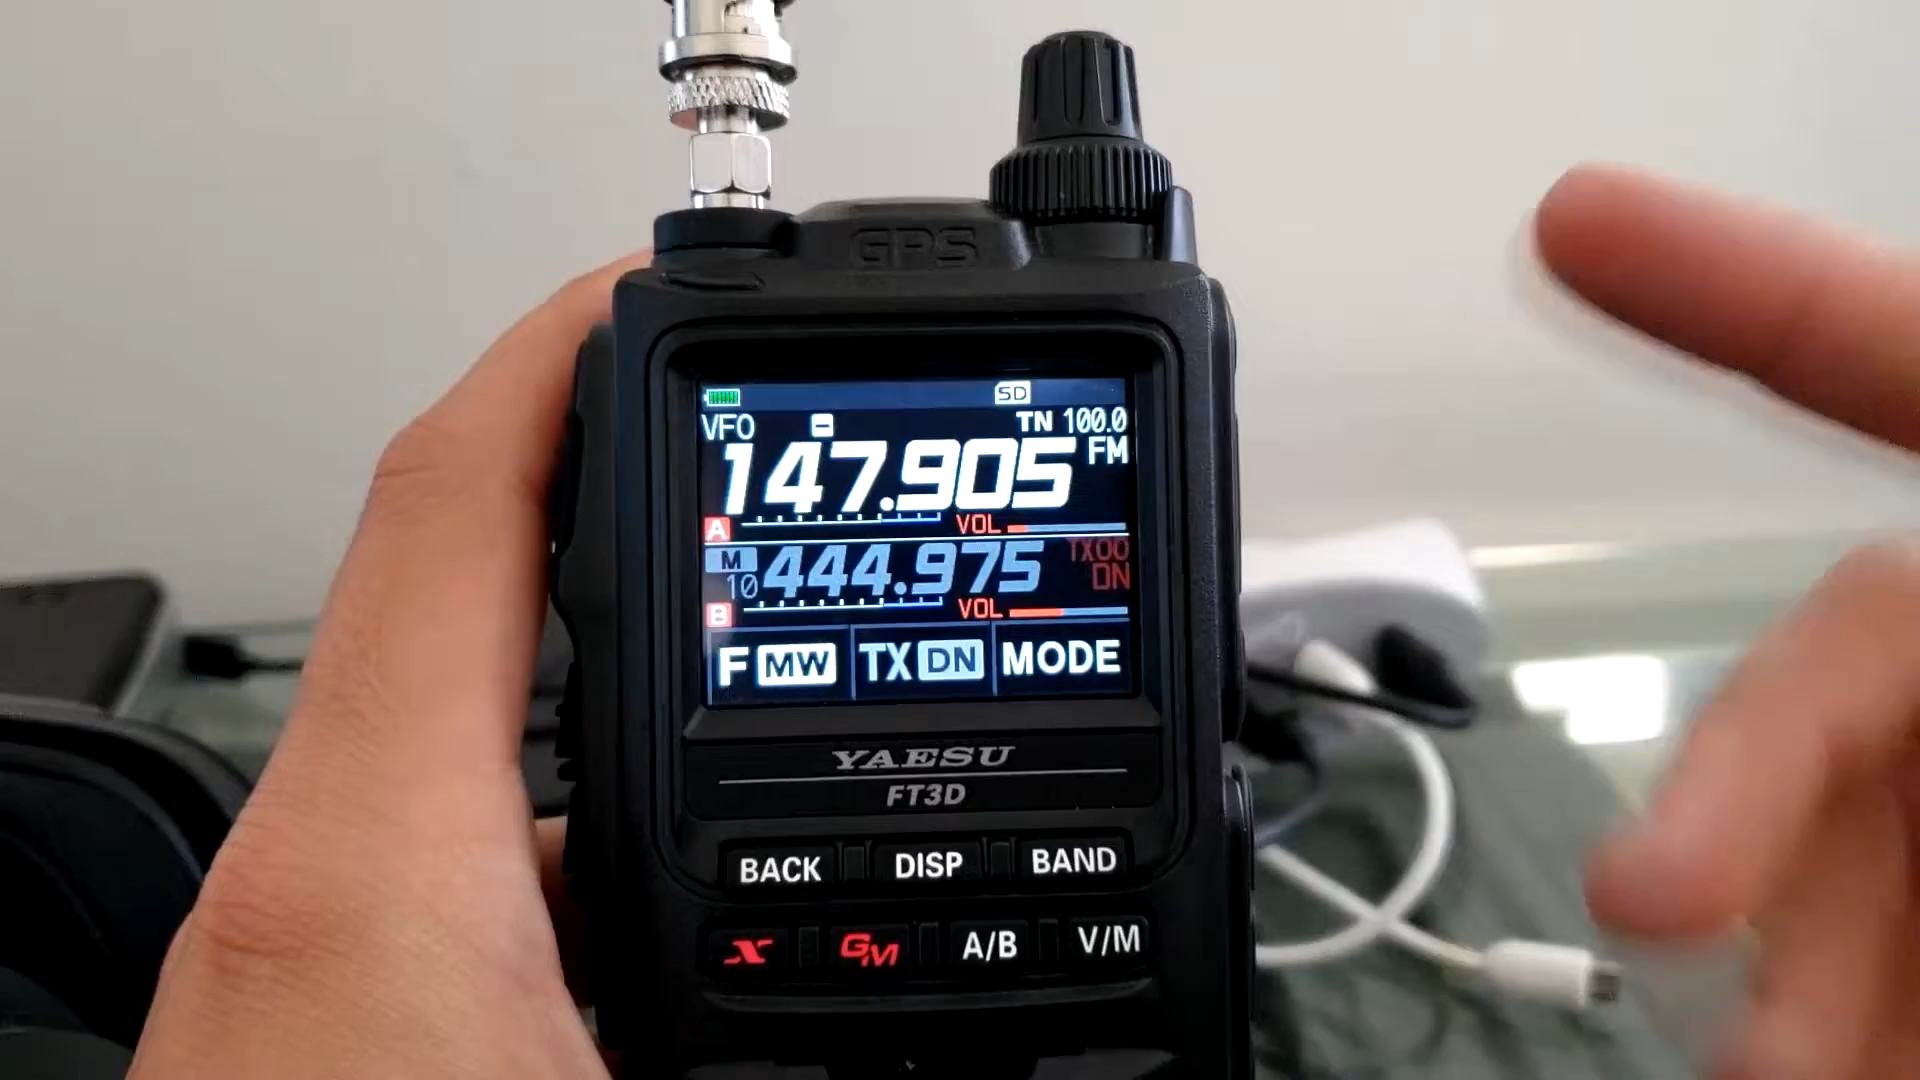 GPS
SD
VFO - TN 100.0
147.905 FM
A VOL
M 10 444.975 TX00 DN
B VOL
F MW TX DN MODE
YAESU
FT3D
BACK DISP BAND
X GM A/B V/M